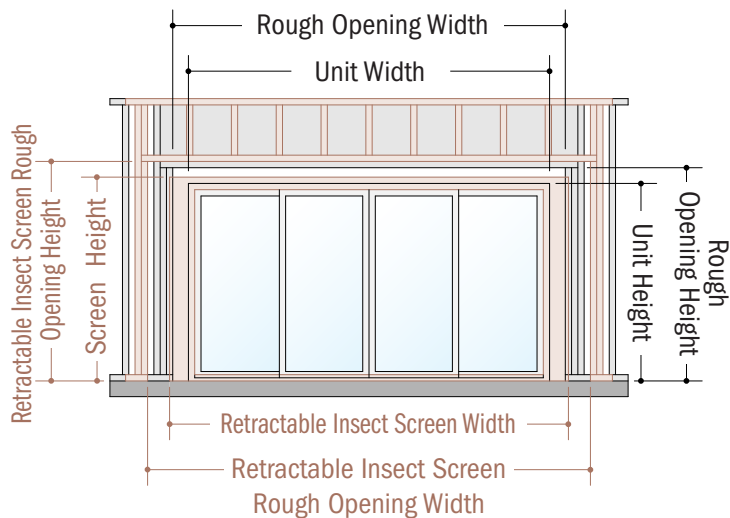 Rough Opening Width
Unit Width
Retractable Insect Screen Rough
Opening Height
Screen Height
Unit Height
Rough
Opening Height
Retractable Insect Screen Width
Retractable Insect Screen
Rough Opening Width